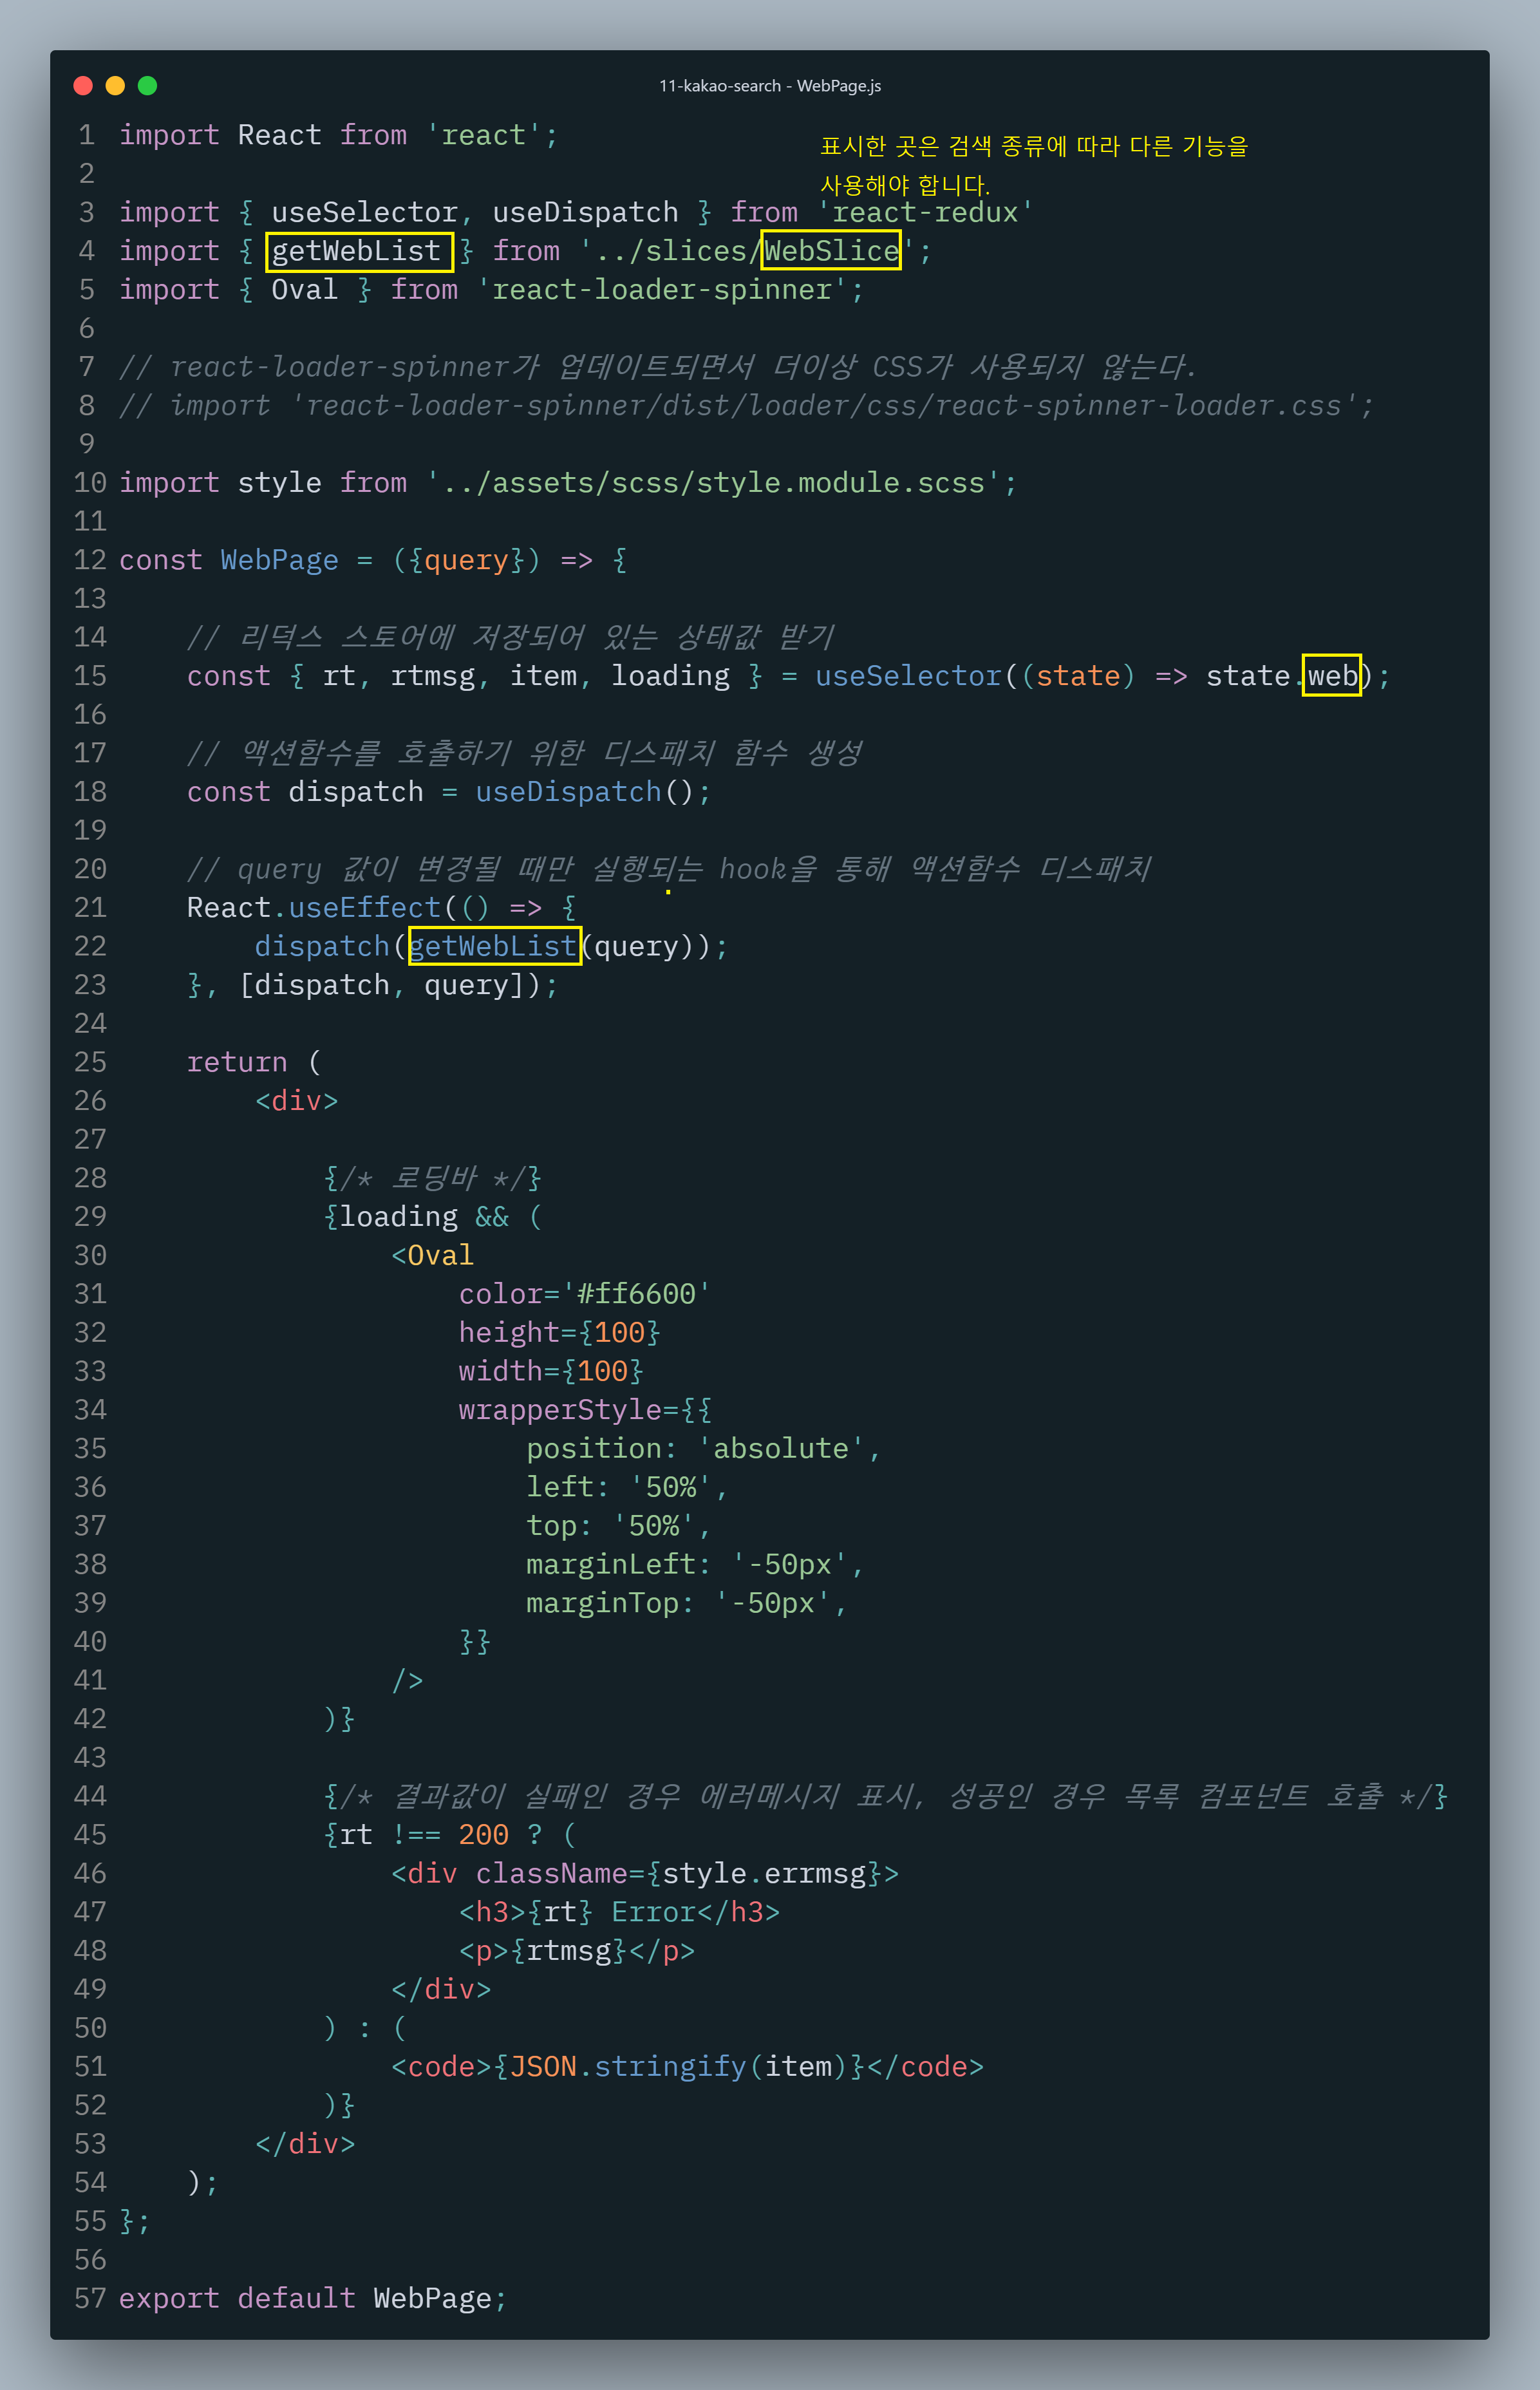 11-kakao-search - WebPage.js
1 import React from 'react';
표시한 곳은 검색 종류에 따라 다른 기능을
2
사용해야 합니다.
3 import { useSelector, useDispatch } from 'react-redux'
4 import { getWebList } from '../slices/WebSlice';
5 import { Oval } from 'react-loader-spinner';
6
7 // react-loader-spinner가 업데이트되면서 더이상 CSS가 사용되지 않는다.
8 // import 'react-loader-spinner/dist/loader/css/react-spinner-loader.css';
9
10 import style from '../assets/scss/style.module.scss';
11
12 const WebPage = ({query}) => {
13
14     // 리덕스 스토어에 저장되어 있는 상태값 받기
15     const { rt, rtmsg, item, loading } = useSelector((state) => state.web);
16
17     // 액션함수를 호출하기 위한 디스패치 함수 생성
18     const dispatch = useDispatch();
19
20     // query 값이 변경될 때만 실행되는 hook을 통해 액션함수 디스패치
21     React.useEffect(() => {
22         dispatch(getWebList(query));
23     }, [dispatch, query]);
24
25     return (
26         <div>
27
28             {/* 로딩바 */}
29             {loading && (
30                 <Oval
31                     color='#ff6600'
32                     height={100}
33                     width={100}
34                     wrapperStyle={{
35                         position: 'absolute',
36                         left: '50%',
37                         top: '50%',
38                         marginLeft: '-50px',
39                         marginTop: '-50px',
40                     }}
41                 />
42             )}
43
44             {/* 결과값이 실패인 경우 에러메시지 표시, 성공인 경우 목록 컴포넌트 호출 */}
45             {rt !== 200 ? (
46                 <div className={style.errmsg}>
47                     <h3>{rt} Error</h3>
48                     <p>{rtmsg}</p>
49                 </div>
50             ) : (
51                 <code>{JSON.stringify(item)}</code>
52             )}
53         </div>
54     );
55 };
56
57 export default WebPage;